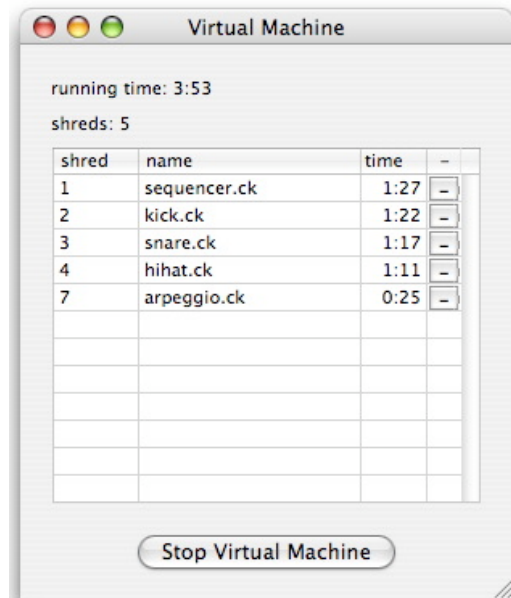 Virtual Machine
running time: 3:53
shreds: 5
shred name time -
1 sequencer.ck 1:27 -
2 kick.ck 1:22 -
3 snare.ck 1:17 -
4 hihat.ck 1:11 -
7 arpeggio.ck 0:25 -
Stop Virtual Machine